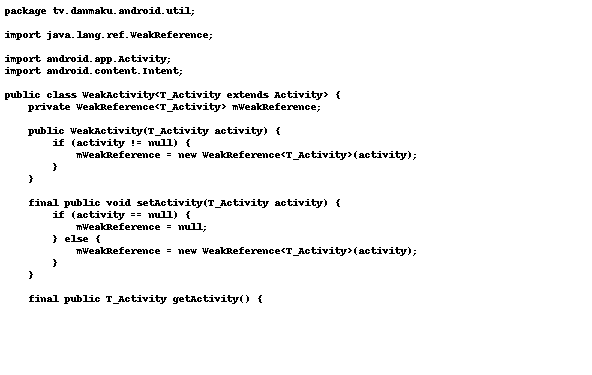 package tv.danmaku.android.util;

import java.lang.ref.WeakReference;

import android.app.Activity;
import android.content.Intent;

public class WeakActivity<T_Activity extends Activity> {
    private WeakReference<T_Activity> mWeakReference;

    public WeakActivity(T_Activity activity) {
        if (activity != null) {
            mWeakReference = new WeakReference<T_Activity>(activity);
        }
    }

    final public void setActivity(T_Activity activity) {
        if (activity == null) {
            mWeakReference = null;
        } else {
            mWeakReference = new WeakReference<T_Activity>(activity);
        }
    }

    final public T_Activity getActivity() {